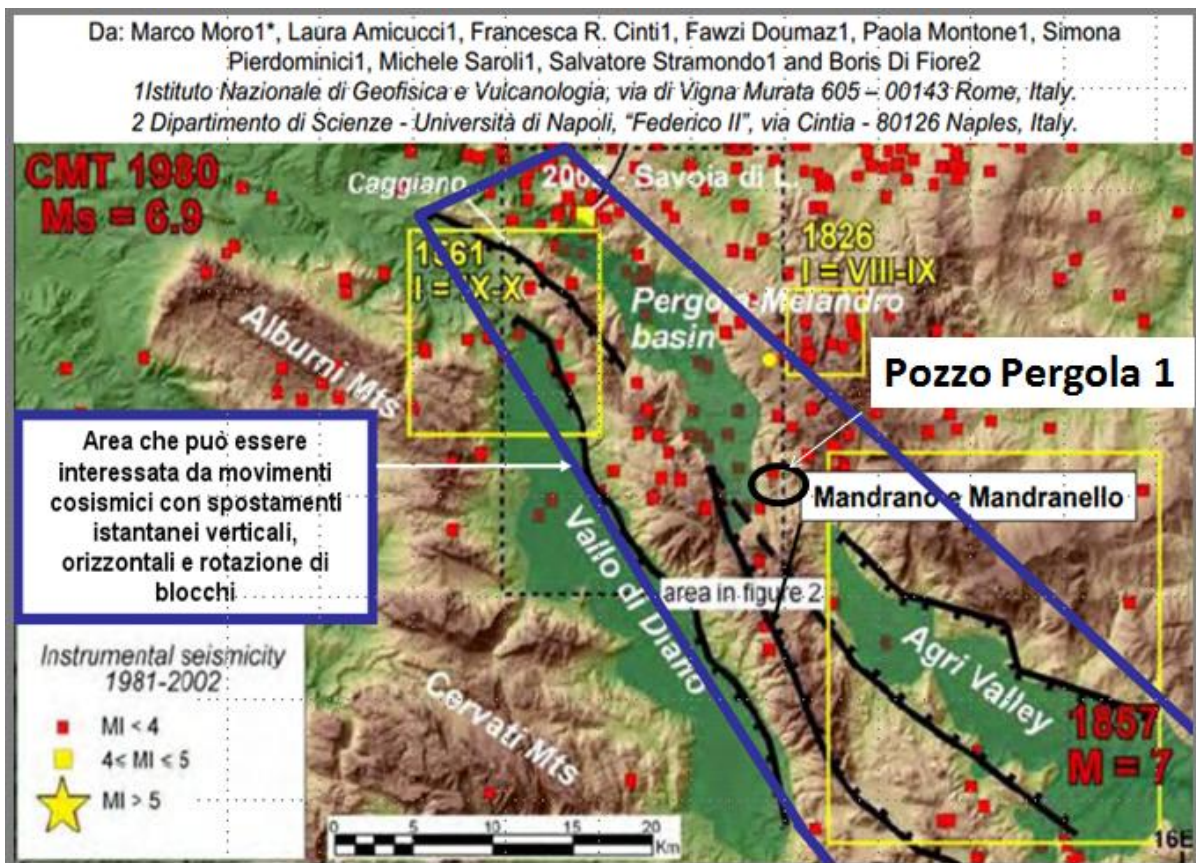 Da: Marco Moro1*, Laura Amicucci1, Francesca R. Cinti1, Fawzi Doumaz1, Paola Montone1, Simona
Pierdominici1, Michele Saroli1, Salvatore Stramondo1 and Boris Di Fiore2
1Istituto Nazionale di Geofisica e Vulcanologia, via di Vigna Murata 605 – 00143 Rome, Italy.
2 Dipartimento di Scienze - Università di Napoli, "Federico II", via Cintia - 80126 Naples, Italy.
CMT 1980
Ms = 6.9
Caggiano
- Savoia di L.
1561
I = IX-X
1826
I = VIII-IX
Pergola-Melandro
basin
Alburni Mts
Pozzo Pergola 1
Area che può essere
interessata da movimenti
cosismici con spostamenti
istantanei verticali,
orizzontali e rotazione di
blocchi
Mandrano e Mandranello
Vallo di Diano
area in figure 2
Agri Valley
Cervati Mts
1857
M = 7
Instrumental seismicity
1981-2002
Ml < 4
4< Ml < 5
Ml > 5
0 5 10 15 20
Km
16E